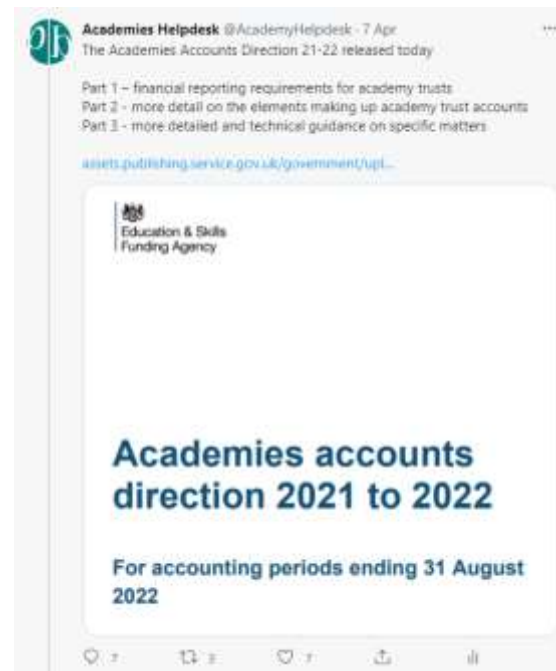 Academies Helpdesk @AcademyHelpdesk · 7 Apr
The Academies Accounts Direction 21-22 released today
Part 1 – financial reporting requirements for academy trusts
Part 2 - more detail on the elements making up academy trust accounts
Part 3 - more detailed and technical guidance on specific matters
assets.publishing.service.gov.uk/government/upl...
Education & Skills
Funding Agency
Academies accounts
direction 2021 to 2022
For accounting periods ending 31 August
2022